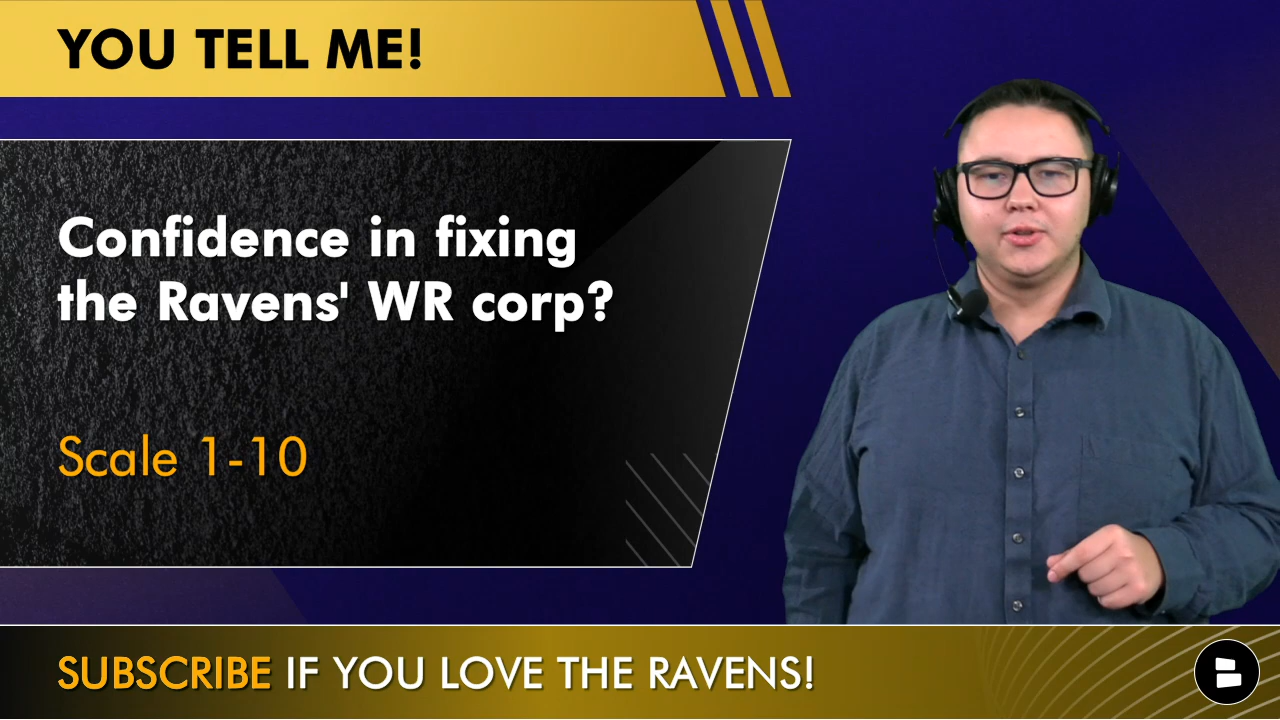 YOU TELL ME!
Confidence in fixing
the Ravens' WR corp?
Scale 1-10
SUBSCRIBE IF YOU LOVE THE RAVENS!